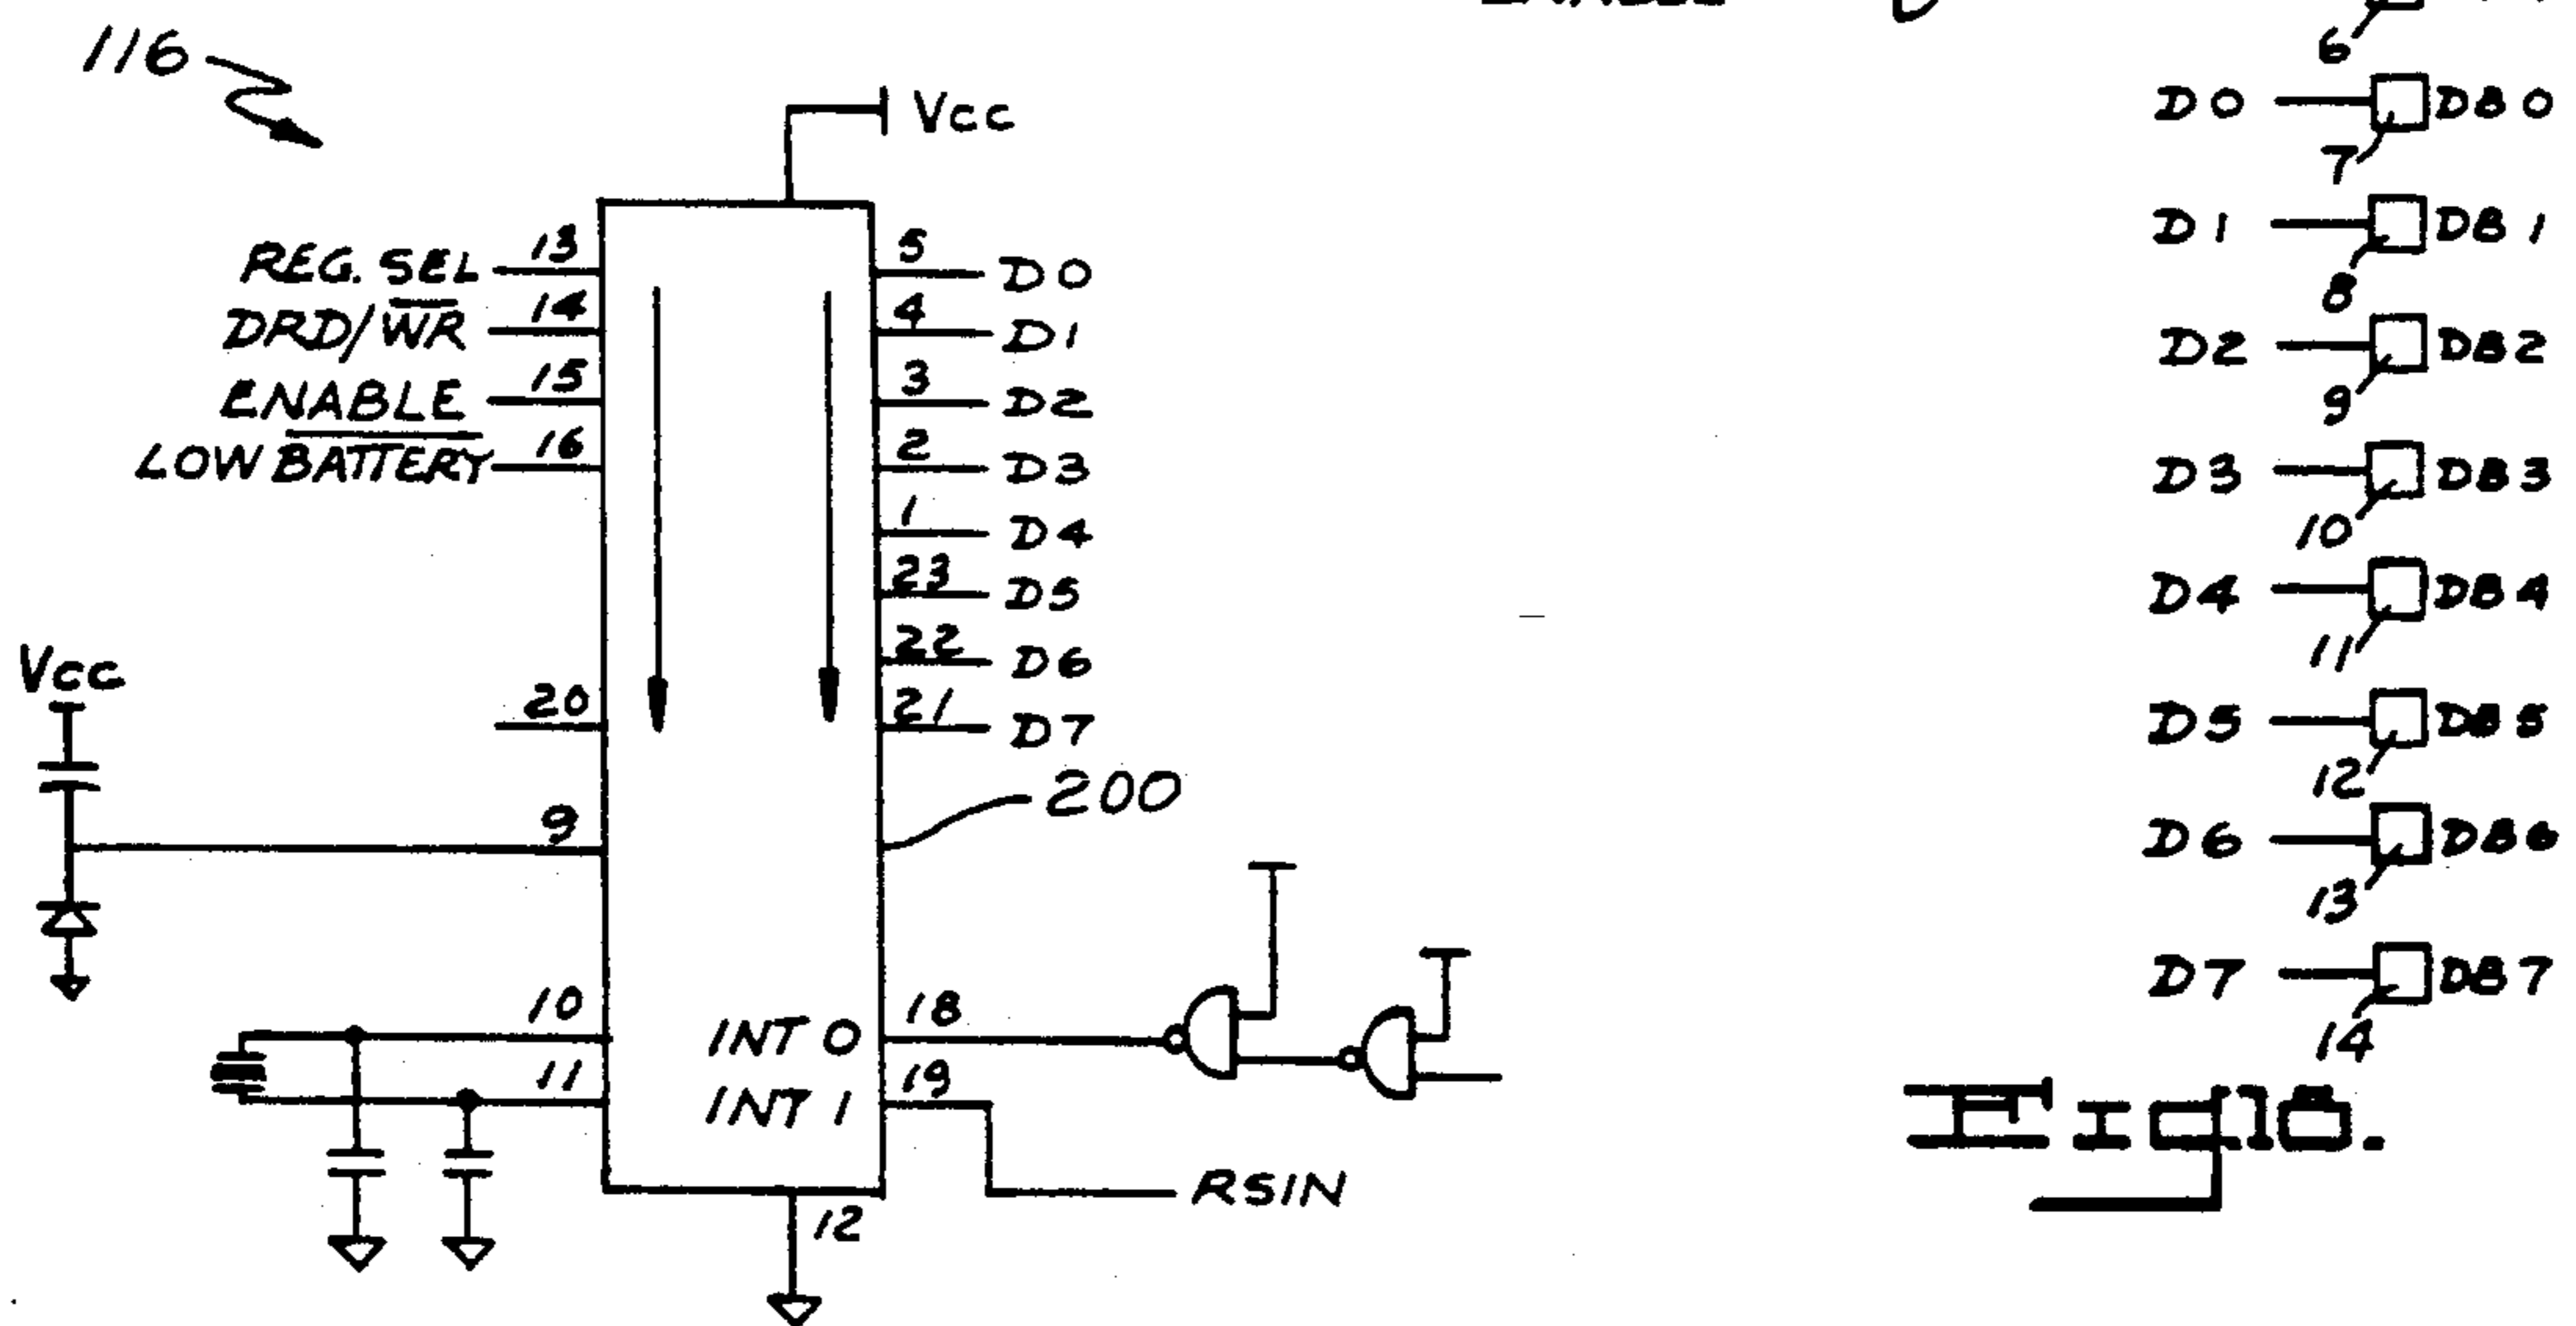 116
Vcc
REG. SEL 13
DRD/W̅R̅ 14
ENABLE 15
LOW B̅A̅T̅T̅E̅R̅Y̅ 16
20
Vcc
9
10
11
5 D0
4 D1
3 D2
2 D3
1 D4
23 D5
22 D6
21 D7
200
INT 0 18
INT 1 19
RSIN
12
6
D0 DB0
7
D1 DB1
8
D2 DB2
9
D3 DB3
10
D4 DB4
11
D5 DB5
12
D6 DB6
13
D7 DB7
14